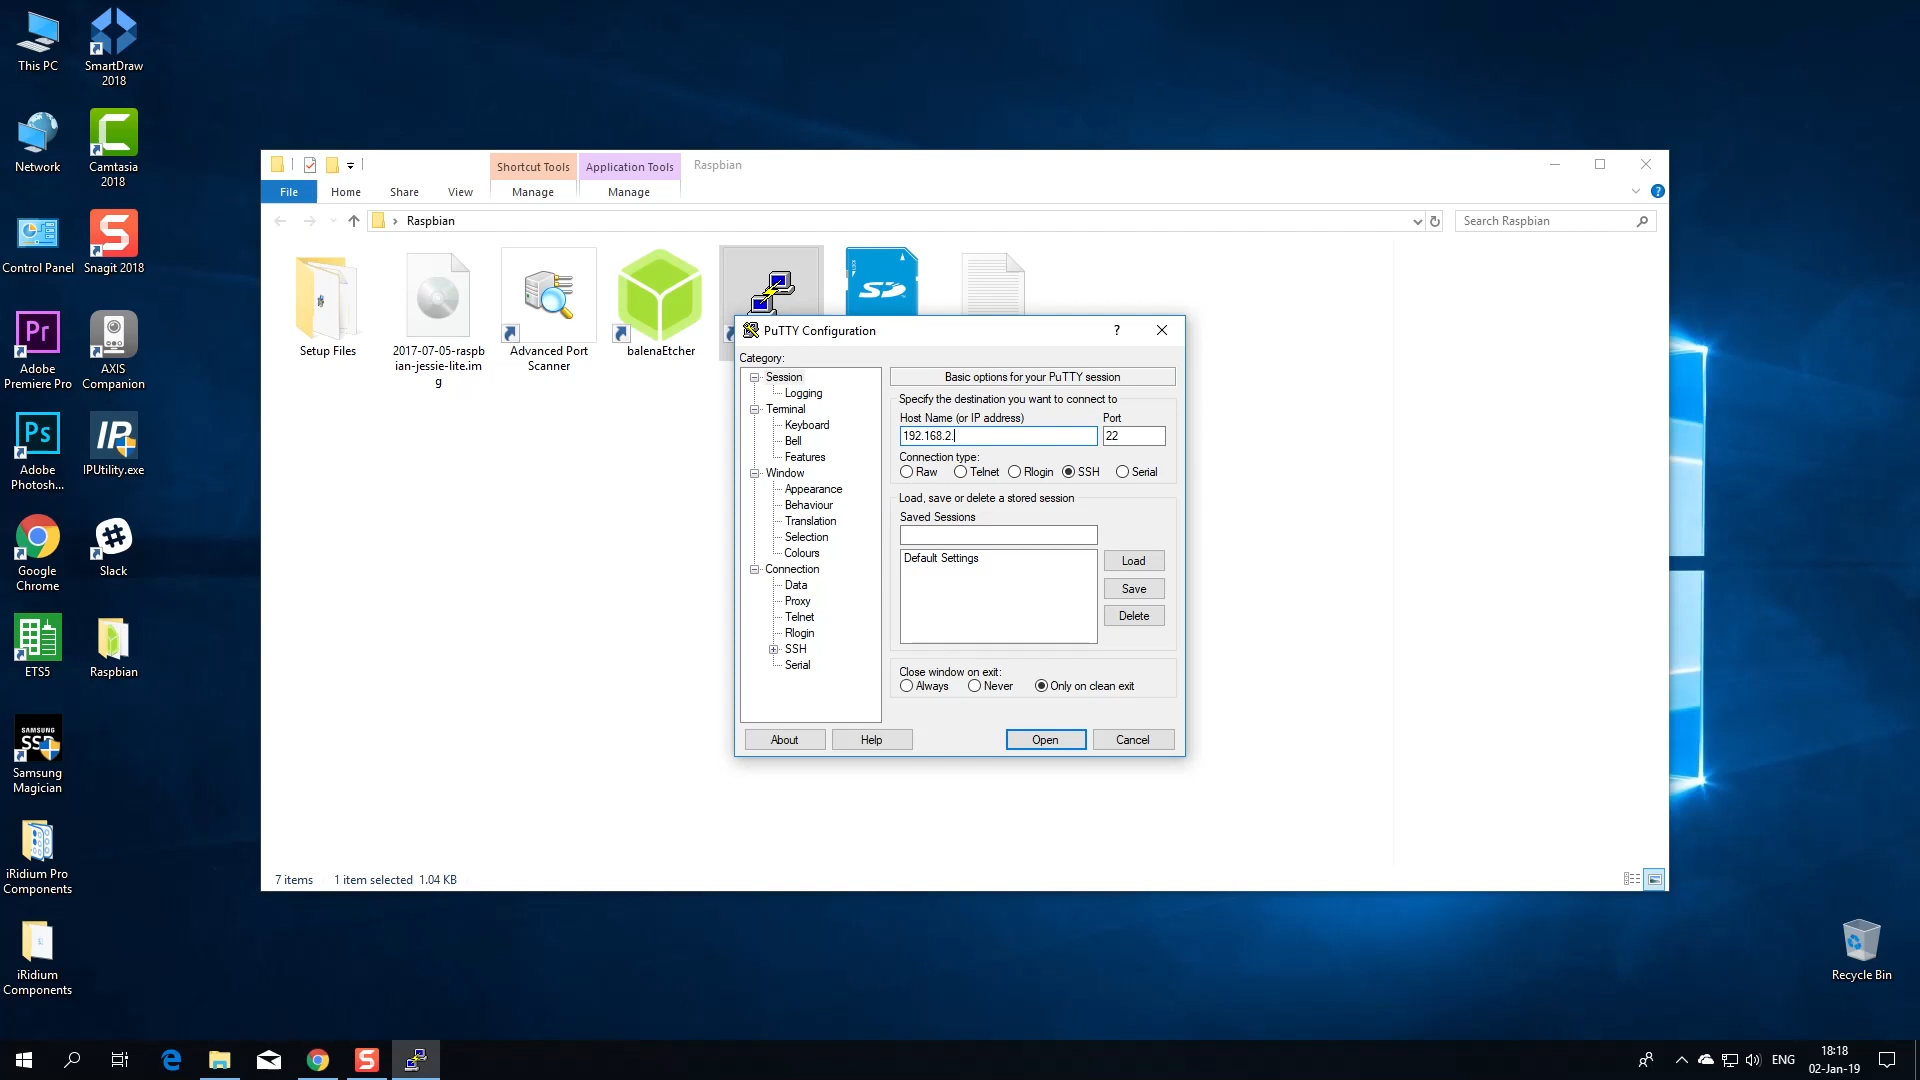 This PC
SmartDraw
2018
Network
Camtasia
2018
Control Panel
Snagit 2018
Adobe
Premiere Pro
AXIS
Companion
Adobe
Photosh...
IPUtility.exe
Google
Chrome
Slack
ETS5
Raspbian
SAMSUNG
SSD
Samsung
Magician
iRidium Pro
Components
iRidium
Components
Recycle Bin
Shortcut Tools
Application Tools
Raspbian
File
Home
Share
View
Manage
Manage
Raspbian
Search Raspbian
Setup Files
2017-07-05-raspb
ian-jessie-lite.im
g
Advanced Port
Scanner
balenaEtcher
SD
PuTTY Configuration
?
Category:
Session
Logging
Terminal
Keyboard
Bell
Features
Window
Appearance
Behaviour
Translation
Selection
Colours
Connection
Data
Proxy
Telnet
Rlogin
SSH
Serial
Basic options for your PuTTY session
Specify the destination you want to connect to
Host Name (or IP address)
Port
192.168.2.
22
Connection type:
Raw
Telnet
Rlogin
SSH
Serial
Load, save or delete a stored session
Saved Sessions
Default Settings
Load
Save
Delete
Close window on exit:
Always
Never
Only on clean exit
About
Help
Open
Cancel
7 items
1 item selected 1.04 KB
ENG
18:18
02-Jan-19
Pr
Ps
IP